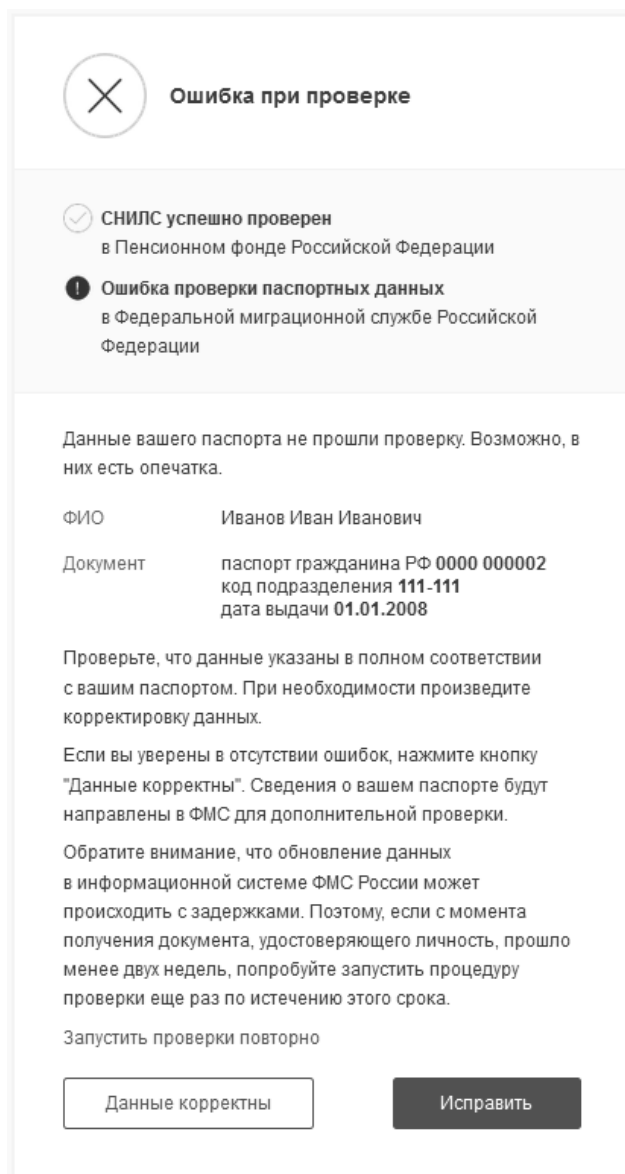 Ошибка при проверке
СНИЛС успешно проверен
в Пенсионном фонде Российской Федерации
Ошибка проверки паспортных данных
в Федеральной миграционной службе Российской
Федерации
Данные вашего паспорта не прошли проверку. Возможно, в
них есть опечатка.
ФИО Иванов Иван Иванович
Документ паспорт гражданина РФ 0000 000002
код подразделения 111-111
дата выдачи 01.01.2008
Проверьте, что данные указаны в полном соответствии
с вашим паспортом. При необходимости произведите
корректировку данных.
Если вы уверены в отсутствии ошибок, нажмите кнопку
"Данные корректны". Сведения о вашем паспорте будут
направлены в ФМС для дополнительной проверки.
Обратите внимание, что обновление данных
в информационной системе ФМС России может
происходить с задержками. Поэтому, если с момента
получения документа, удостоверяющего личность, прошло
менее двух недель, попробуйте запустить процедуру
проверки еще раз по истечению этого срока.
Запустить проверки повторно
Данные корректны Исправить